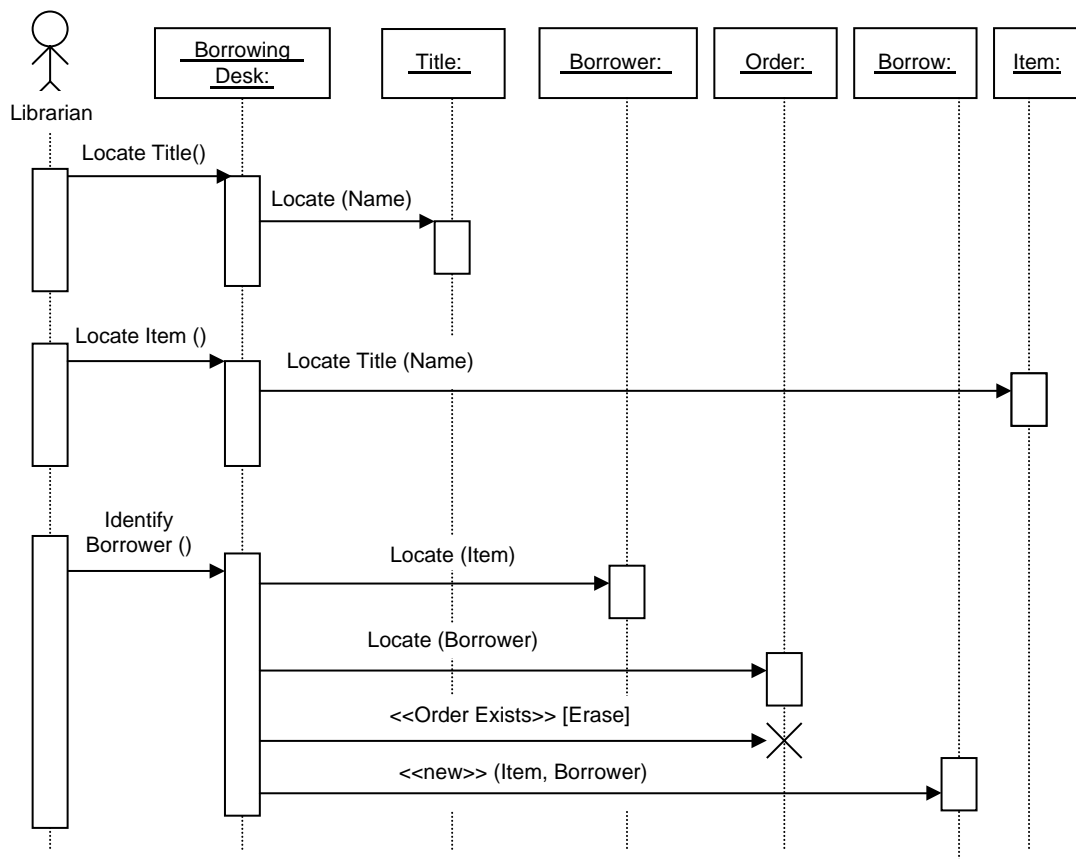 Borrowing
Desk:
Title:
Borrower:
Order:
Borrow:
Item:
Librarian
Locate Title()
Locate (Name)
Locate Item ()
Locate Title (Name)
Identify
Borrower ()
Locate (Item)
Locate (Borrower)
<<Order Exists>> [Erase]
<<new>> (Item, Borrower)